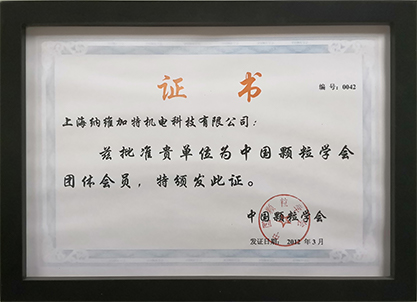 证书
编号：0042
上海纳维加特机电科技有限公司：
兹批准贵单位为中国颗粒学会
团体会员，特颁发此证。
中国颗粒学会
发证日期：2012年3月